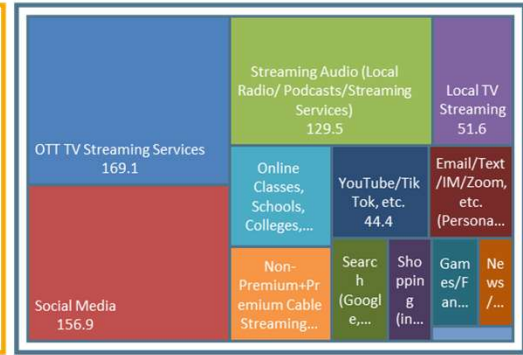 OTT TV Streaming Services
169.1
Social Media
156.9
Streaming Audio (Local
Radio/ Podcasts/Streaming
Services)
129.5
Local TV
Streaming
51.6
Online
Classes,
Schools,
Colleges,...
YouTube/Tik
Tok, etc.
44.4
Email/Text
/IM/Zoom,
etc.
(Persona...
Non-
Premium+Pr
emium Cable
Streaming...
Searc
h
(Googl
e,...
Sho
ppin
g
(in...
Gam
es/F
an...
Ne
ws
/...